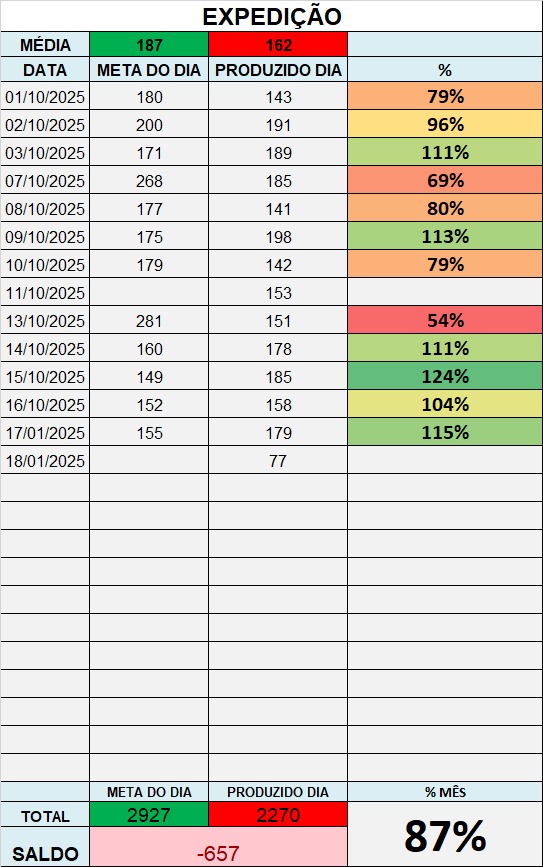 EXPEDIÇÃO
MÉDIA 187 162
DATA META DO DIA PRODUZIDO DIA %
01/10/2025 180 143 79%
02/10/2025 200 191 96%
03/10/2025 171 189 111%
07/10/2025 268 185 69%
08/10/2025 177 141 80%
09/10/2025 175 198 113%
10/10/2025 179 142 79%
11/10/2025 153
13/10/2025 281 151 54%
14/10/2025 160 178 111%
15/10/2025 149 185 124%
16/10/2025 152 158 104%
17/01/2025 155 179 115%
18/01/2025 77
META DO DIA PRODUZIDO DIA % MÊS
TOTAL 2927 2270 87%
SALDO -657